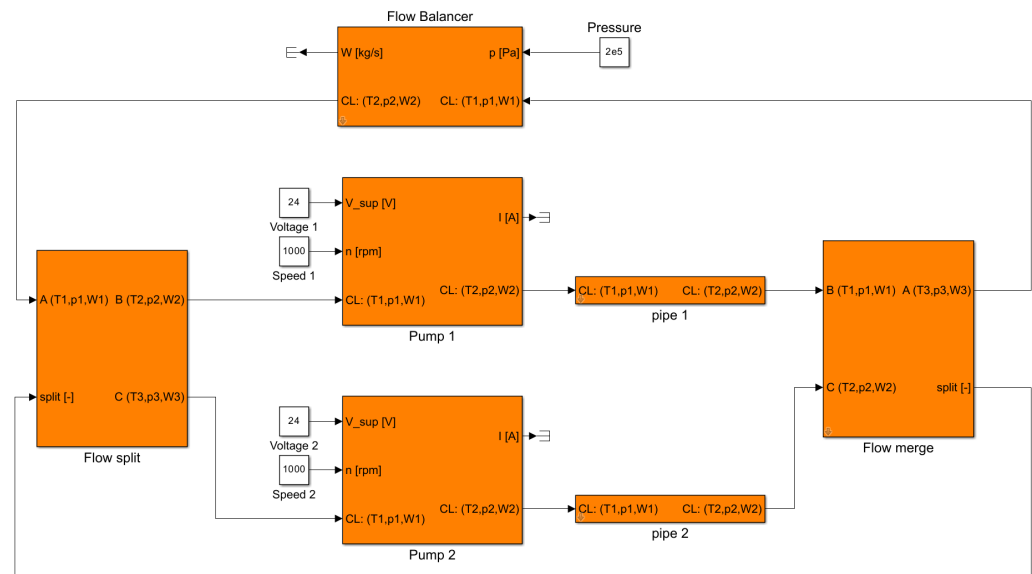 Flow Balancer
Pressure
W [kg/s]
p [Pa]
2e5
CL: (T2,p2,W2)
CL: (T1,p1,W1)
24
V_sup [V]
Voltage 1
I [A]
1000
n [rpm]
Speed 1
CL: (T1,p1,W1)
CL: (T2,p2,W2)
Pump 1
CL: (T1,p1,W1)
CL: (T2,p2,W2)
pipe 1
A (T1,p1,W1)
B (T2,p2,W2)
split [-]
C (T3,p3,W3)
Flow split
B (T1,p1,W1)
A (T3,p3,W3)
C (T2,p2,W2)
split [-]
Flow merge
24
V_sup [V]
Voltage 2
I [A]
1000
n [rpm]
Speed 2
CL: (T1,p1,W1)
CL: (T2,p2,W2)
Pump 2
CL: (T1,p1,W1)
CL: (T2,p2,W2)
pipe 2